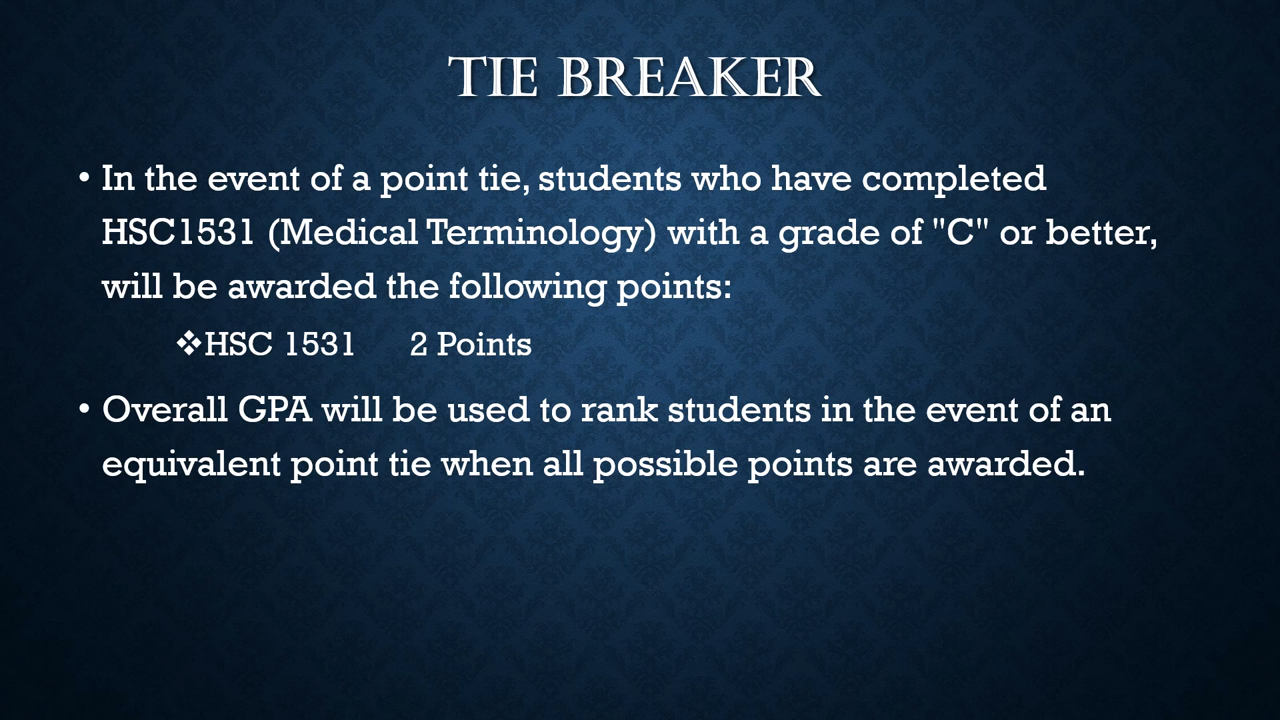 TIE BREAKER
• In the event of a point tie, students who have completed
HSC1531 (Medical Terminology) with a grade of "C" or better,
will be awarded the following points:
❖HSC 1531 2 Points
• Overall GPA will be used to rank students in the event of an
equivalent point tie when all possible points are awarded.